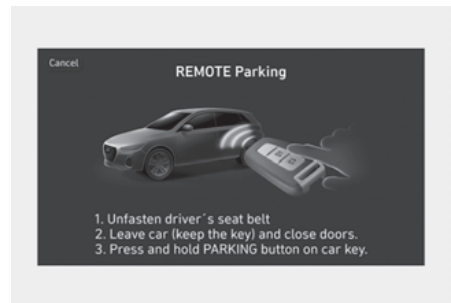 Cancel
REMOTE Parking
1. Unfasten driver´s seat belt
2. Leave car (keep the key) and close doors.
3. Press and hold PARKING button on car key.